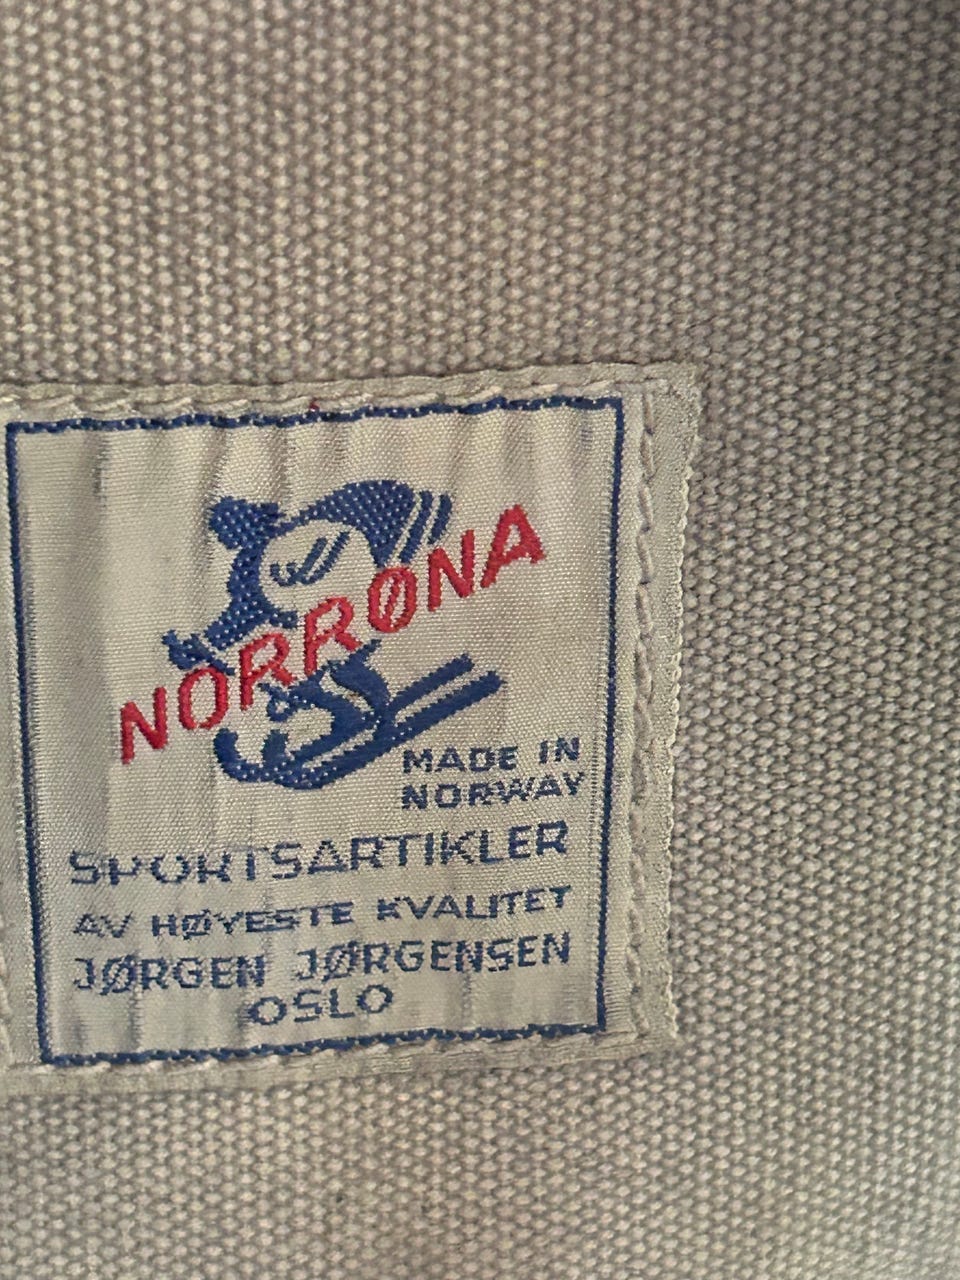 NORRØNA
MADE IN
NORWAY
SPORTSARTIKLER
AV HØYESTE KVALITET
JØRGEN JØRGENSEN
OSLO